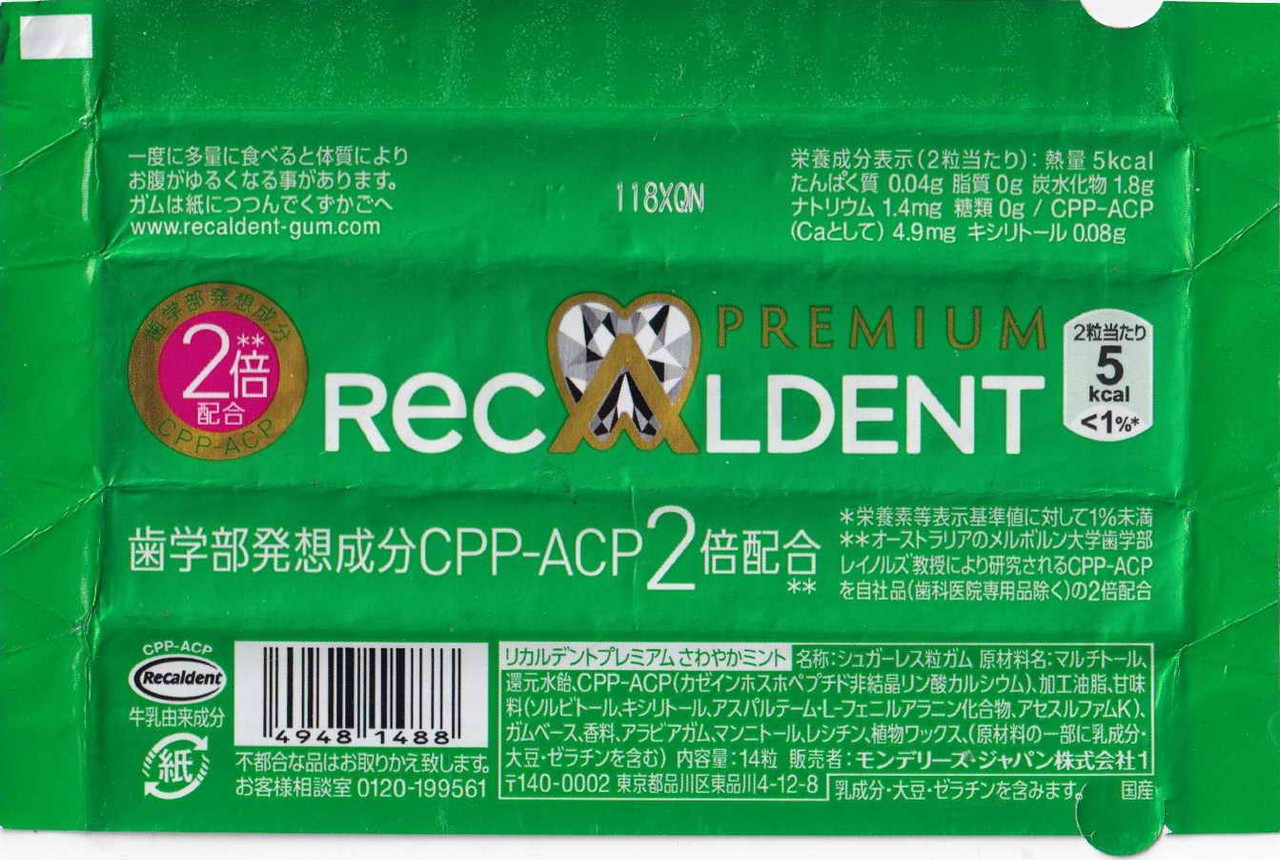 一度に多量に食べると体質により
お腹がゆるくなる事があります。
ガムは紙につつんでくずかごへ
www.recaldent-gum.com
118XQN
栄養成分表示(2粒当たり): 熱量 5kcal
たんぱく質 0.04g 脂質 0g 炭水化物 1.8g
ナトリウム 1.4mg 糖類 0g / CPP-ACP
(Caとして) 4.9mg キシリトール 0.08g
歯学部発想成分
2**倍
配合
CPP-ACP
PREMIUM
RecALDENT
2粒当たり
5
kcal
<1%*
歯学部発想成分CPP-ACP2倍配合
**
*栄養素等表示基準値に対して1%未満
**オーストラリアのメルボルン大学歯学部
レイノルズ教授により研究されるCPP-ACP
を自社品(歯科医院専用品除く)の2倍配合
CPP-ACP
Recaldent
牛乳由来成分
紙
4948 1488
不都合な品はお取りかえ致します。
お客様相談室 0120-199561
リカルデントプレミアム さわやかミント 名称:シュガーレス粒ガム 原材料名:マルチトール、
還元水飴、CPP-ACP(カゼインホスホペプチド非結晶リン酸カルシウム)、加工油脂、甘味
料(ソルビトール、キシリトール、アスパルテーム・L-フェニルアラニン化合物、アセスルファムK)、
ガムベース、香料、アラビアガム、マンニトール、レシチン、植物ワックス、(原材料の一部に乳成分・
大豆・ゼラチンを含む) 内容量:14粒 販売者:モンデリーズ・ジャパン株式会社1
〒140-0002 東京都品川区東品川4-12-8
乳成分・大豆・ゼラチンを含みます。 国産